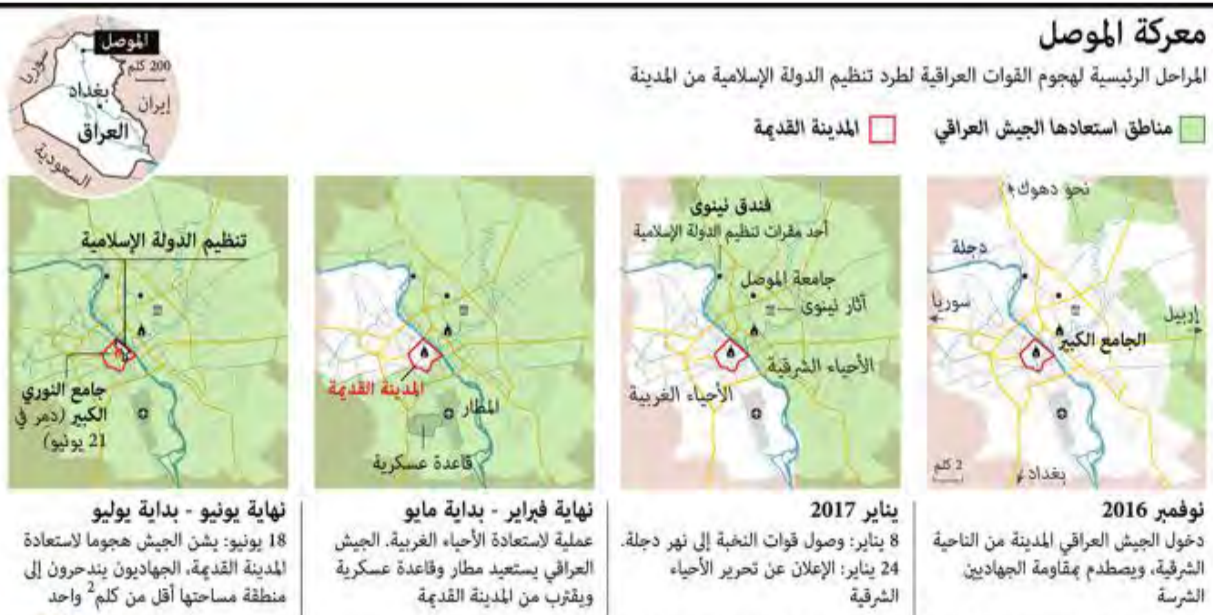 معركة الموصل
المراحل الرئيسية لهجوم القوات العراقية لطرد تنظيم الدولة الإسلامية من المدينة
مناطق استعادها الجيش العراقي
المدينة القديمة
الموصل
200 كلم
سوريا
بغداد
إيران
العراق
السعودية
نحو دهوك
دجلة
سوريا
إربيل
الجامع الكبير
2 كلم
بغداد
نوفمبر 2016
دخول الجيش العراقي المدينة من الناحية
الشرقية، ويصطدم بمقاومة الجهاديين
الشرسة
فندق نينوى
أحد مقرات تنظيم الدولة الإسلامية
جامعة الموصل
آثار نينوى
الأحياء الشرقية
الأحياء الغربية
يناير 2017
8 يناير: وصول قوات النخبة إلى نهر دجلة.
24 يناير: الإعلان عن تحرير الأحياء
الشرقية
المدينة القديمة
المطار
قاعدة عسكرية
نهاية فبراير - بداية مايو
عملية لاستعادة الأحياء الغربية. الجيش
العراقي يستعيد مطار وقاعدة عسكرية
ويقترب من المدينة القديمة
تنظيم الدولة الإسلامية
جامع النوري
الكبير (دمر في
21 يونيو)
نهاية يونيو - بداية يوليو
18 يونيو: يشن الجيش هجوما لاستعادة
المدينة القديمة، الجهاديون يندحرون إلى
منطقة مساحتها أقل من كلم² واحد